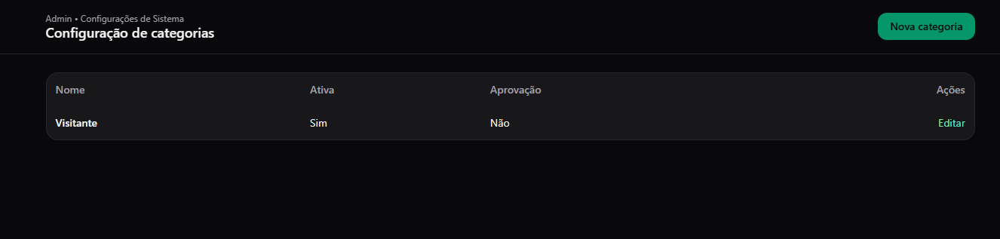 Admin • Configurações de Sistema
Configuração de categorias
Nova categoria
Nome Ativa Aprovação Ações
Visitante Sim Não Editar